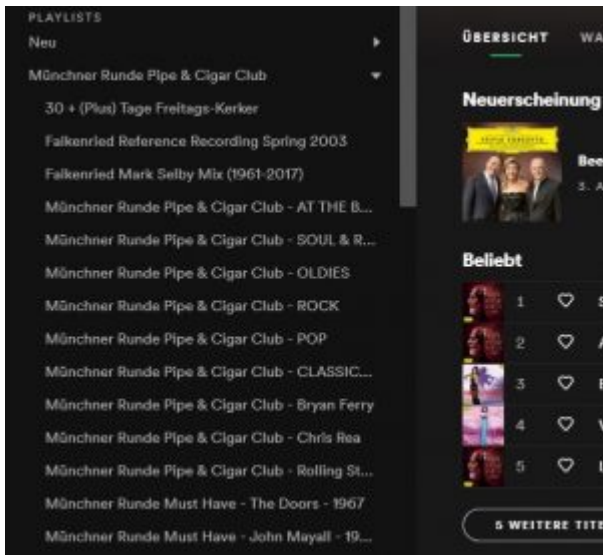 PLAYLISTS
Neu
Münchner Runde Pipe & Cigar Club
30 + (Plus) Tage Freitags-Kerker
Falkenried Reference Recording Spring 2003
Falkenried Mark Selby Mix (1961-2017)
Münchner Runde Pipe & Cigar Club - AT THE B...
Münchner Runde Pipe & Cigar Club - SOUL & R...
Münchner Runde Pipe & Cigar Club - OLDIES
Münchner Runde Pipe & Cigar Club - ROCK
Münchner Runde Pipe & Cigar Club - POP
Münchner Runde Pipe & Cigar Club - CLASSIC...
Münchner Runde Pipe & Cigar Club - Bryan Ferry
Münchner Runde Pipe & Cigar Club - Chris Rea
Münchner Runde Pipe & Cigar Club - Rolling St...
Münchner Runde Must Have - The Doors - 1967
Münchner Runde Must Have - John Mayall - 19...
ÜBERSICHT WA
Neuerscheinung
Bee
3. A
Beliebt
1 S
2 A
3
4 V
5 L
5 WEITERE TITE